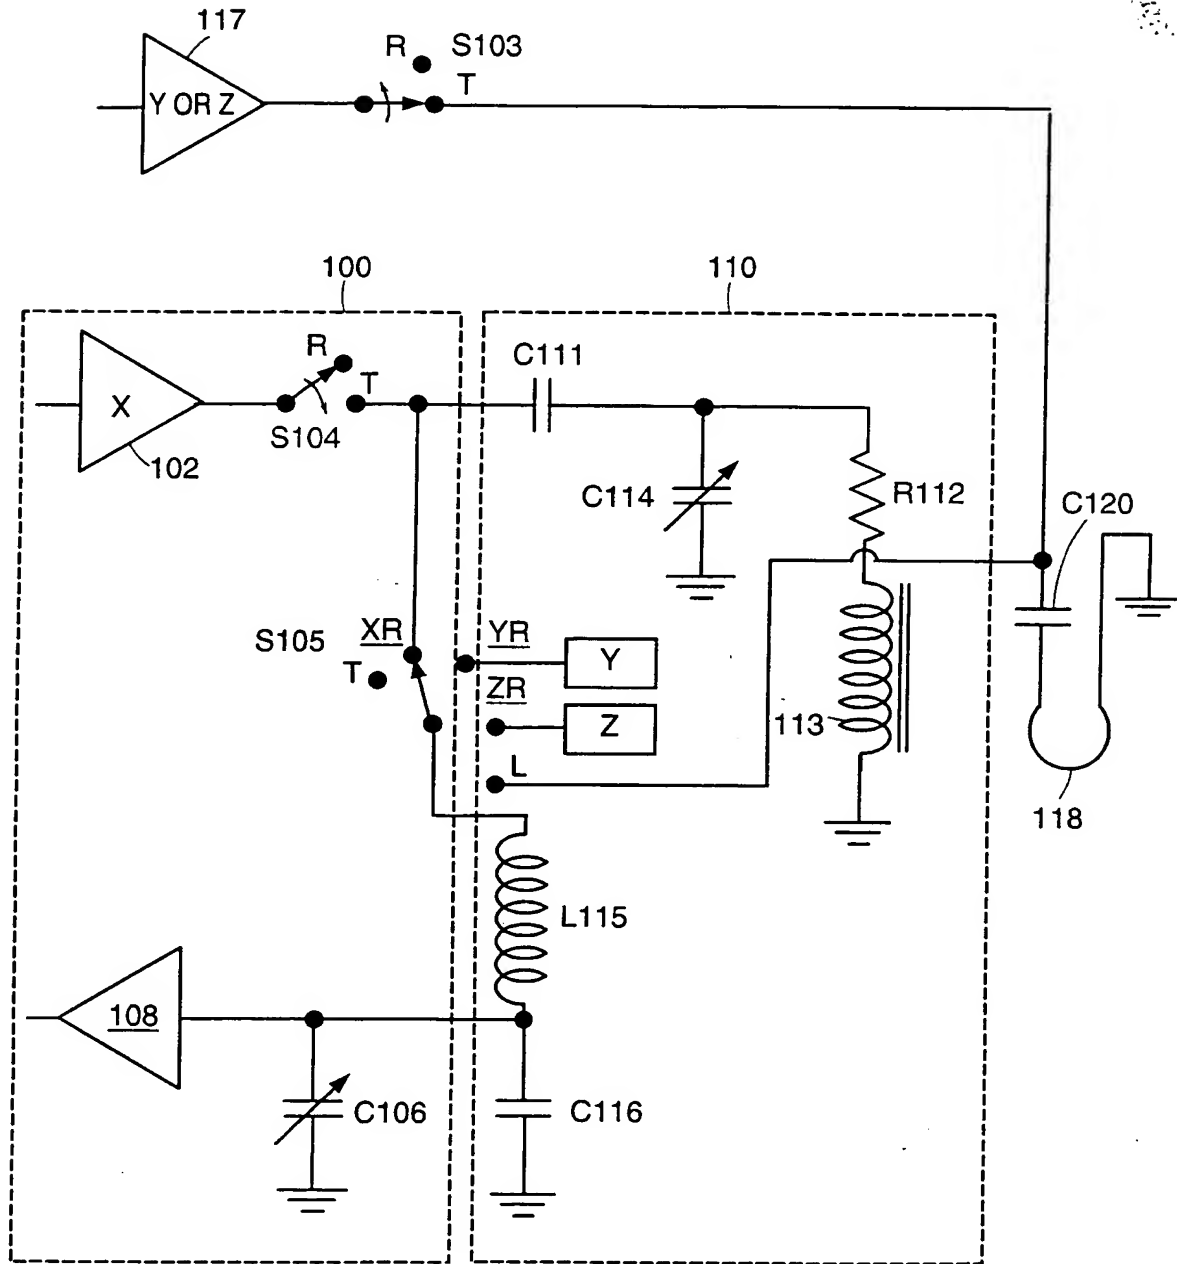 117
R S103
T
Y OR Z
100
110
R
C111
T
X
S104
102
C114
R112
C120
S105
XR
YR
T
Y
ZR
Z
113
L
118
L115
108
C106
C116